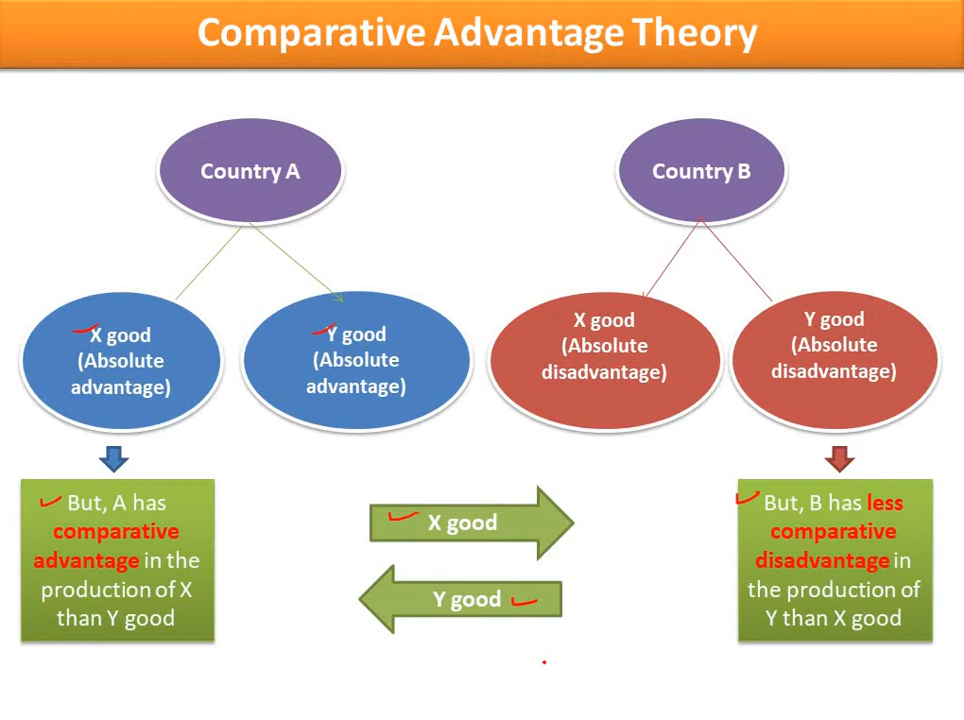 Comparative Advantage Theory
Country A
Country B
X good
(Absolute
advantage)
Y good
(Absolute
advantage)
X good
(Absolute
disadvantage)
Y good
(Absolute
disadvantage)
But, A has
comparative
advantage in the
production of X
than Y good
X good
Y good
But, B has less
comparative
disadvantage in
the production of
Y than X good